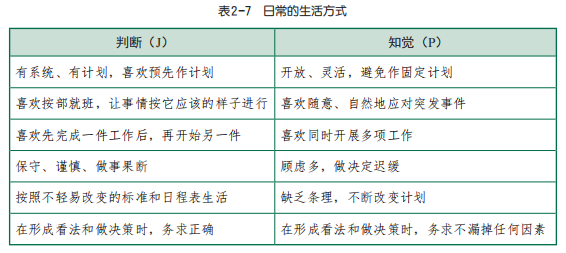 表2-7 日常的生活方式
判断（J） 知觉（P）
有系统、有计划，喜欢预先作计划 开放、灵活，避免作固定计划
喜欢按部就班，让事情按它应该的样子进行 喜欢随意、自然地应对突发事件
喜欢先完成一件工作后，再开始另一件 喜欢同时开展多项工作
保守、谨慎、做事果断 顾虑多，做决定迟缓
按照不轻易改变的标准和日程表生活 缺乏条理，不断改变计划
在形成看法和做决策时，务求正确 在形成看法和做决策时，务求不漏掉任何因素